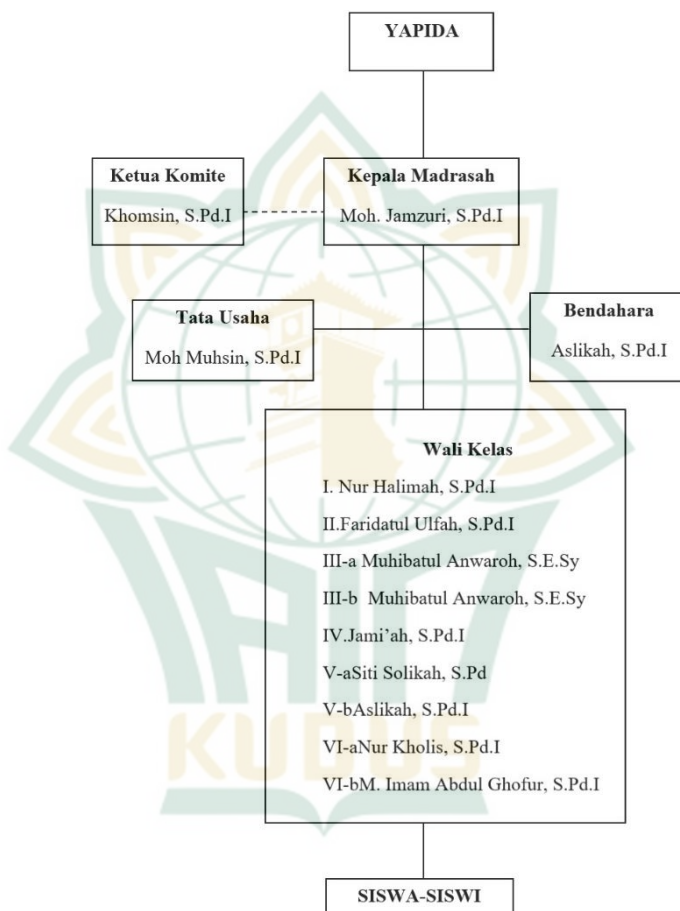 YAPIDA
Ketua Komite
Khomsin, S.Pd.I
Kepala Madrasah
Moh. Jamzuri, S.Pd.I
Tata Usaha
Moh Muhsin, S.Pd.I
Bendahara
Aslikah, S.Pd.I
Wali Kelas
I. Nur Halimah, S.Pd.I
II.Faridatul Ulfah, S.Pd.I
III-a Muhibatul Anwaroh, S.E.Sy
III-b Muhibatul Anwaroh, S.E.Sy
IV.Jami’ah, S.Pd.I
V-aSiti Solikah, S.Pd
V-bAslikah, S.Pd.I
VI-aNur Kholis, S.Pd.I
VI-bM. Imam Abdul Ghofur, S.Pd.I
SISWA-SISWI
IAIN
KUDUS